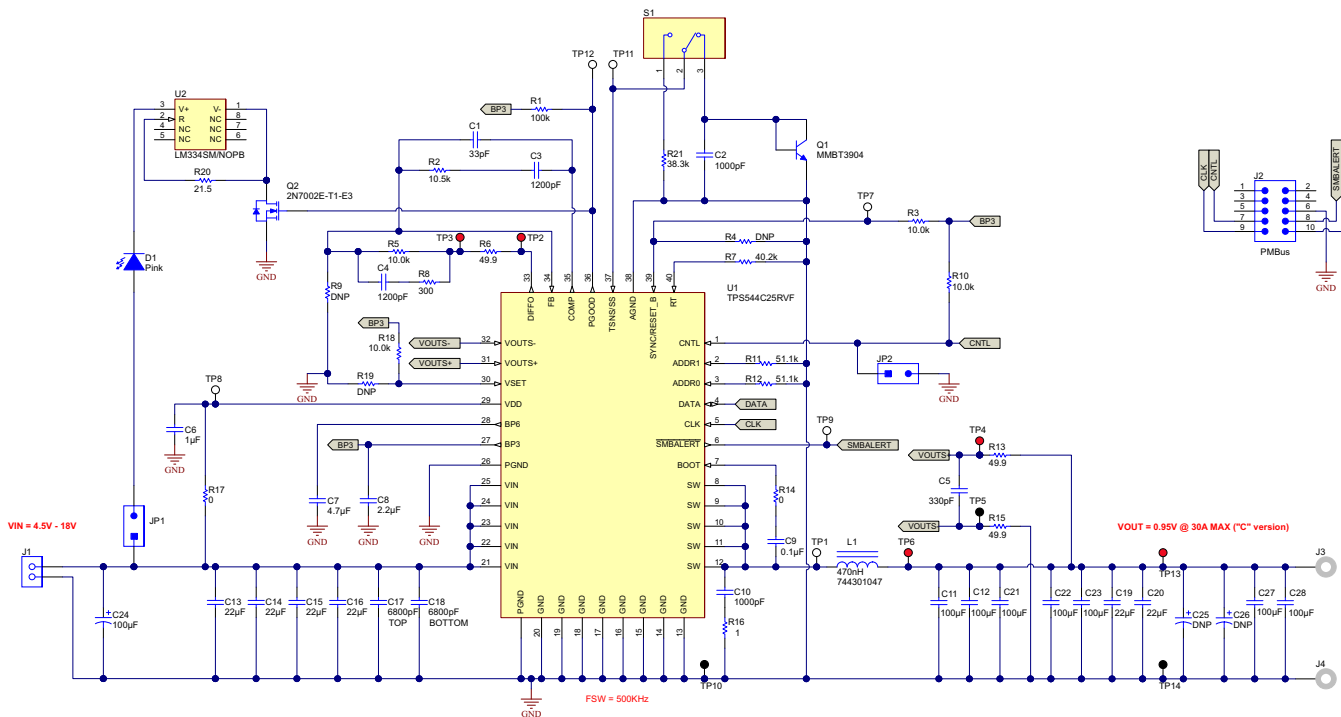 S1
TP12
TP11
1
2
3
U2
3
V+
V-
1
2
R
NC
8
4
NC
NC
7
5
NC
NC
6
LM334SM/NOPB
BP3
R1
100k
C1
33pF
R2
10.5k
C3
1200pF
R21
38.3k
C2
1000pF
Q1
MMBT3904
R20
21.5
Q2
2N7002E-T1-E3
GND
CLK
CNTL
SMBALERT
J2
1
2
3
4
5
6
7
8
9
10
PMBus
GND
TP7
R3
10.0k
BP3
TP3
R6
49.9
TP2
R5
10.0k
C4
1200pF
R8
300
R4
DNP
R7
40.2k
R10
10.0k
D1
Pink
R9
DNP
33
34
35
36
37
38
39
40
U1
TPS544C25RVF
DIFFO
FB
COMP
PGOOD
TSNS/SS
AGND
SYNC/RESET_B
RT
BP3
R18
10.0k
VOUTS-
32
VOUTS-
VOUTS+
31
VOUTS+
30
VSET
R19
DNP
GND
TP8
29
VDD
28
BP6
BP3
27
BP3
26
PGND
25
VIN
24
VIN
23
VIN
22
VIN
21
VIN
CNTL
1
CNTL
ADDR1
2
R11
51.1k
ADDR0
3
R12
51.1k
DATA
4
DATA
CLK
5
CLK
SMBALERT
6
TP9
SMBALERT
BOOT
7
SW
8
SW
9
SW
10
SW
11
SW
12
JP2
GND
C6
1µF
GND
R17
0
C7
4.7µF
GND
C8
2.2µF
GND
GND
R14
0
C9
0.1µF
VOUTS
TP4
R13
49.9
C5
330pF
TP5
VOUTS
R15
49.9
JP1
VIN = 4.5V - 18V
VOUT = 0.95V @ 30A MAX ("C" version)
J1
TP1
L1
470nH
744301047
TP6
TP13
J3
C24
100µF
C13
22µF
C14
22µF
C15
22µF
C16
22µF
C17
6800pF
TOP
C18
6800pF
BOTTOM
PGND
GND
GND
GND
GND
GND
GND
GND
GND
20
19
18
17
16
15
14
13
C10
1000pF
R16
1
C11
100µF
C12
100µF
C21
100µF
C22
100µF
C23
100µF
C19
22µF
C20
22µF
C25
DNP
C26
DNP
C27
100µF
C28
100µF
J4
TP10
TP14
GND
FSW = 500KHz